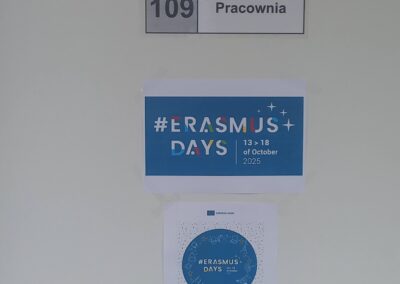 109 Pracownia
#ERASMUS
DAYS
13 > 18
of October
2025
#ERASMUS
DAYS